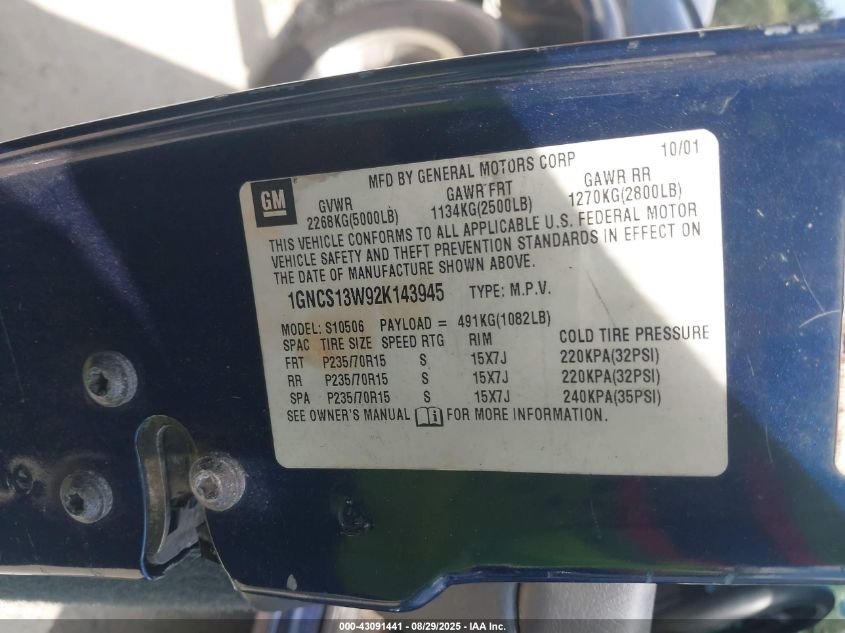 10/01
MFD BY GENERAL MOTORS CORP
GM
GVWR GAWR FRT GAWR RR
2268KG(5000LB) 1134KG(2500LB) 1270KG(2800LB)
THIS VEHICLE CONFORMS TO ALL APPLICABLE U.S. FEDERAL MOTOR
VEHICLE SAFETY AND THEFT PREVENTION STANDARDS IN EFFECT ON
THE DATE OF MANUFACTURE SHOWN ABOVE.
1GNCS13W92K143945 TYPE: M.P.V.
MODEL: S10506 PAYLOAD = 491KG(1082LB)
SPAC TIRE SIZE SPEED RTG RIM COLD TIRE PRESSURE
FRT P235/70R15 S 15X7J 220KPA(32PSI)
RR P235/70R15 S 15X7J 220KPA(32PSI)
SPA P235/70R15 S 15X7J 240KPA(35PSI)
SEE OWNER'S MANUAL FOR MORE INFORMATION.
000-43091441 - 08/29/2025 - IAA Inc.